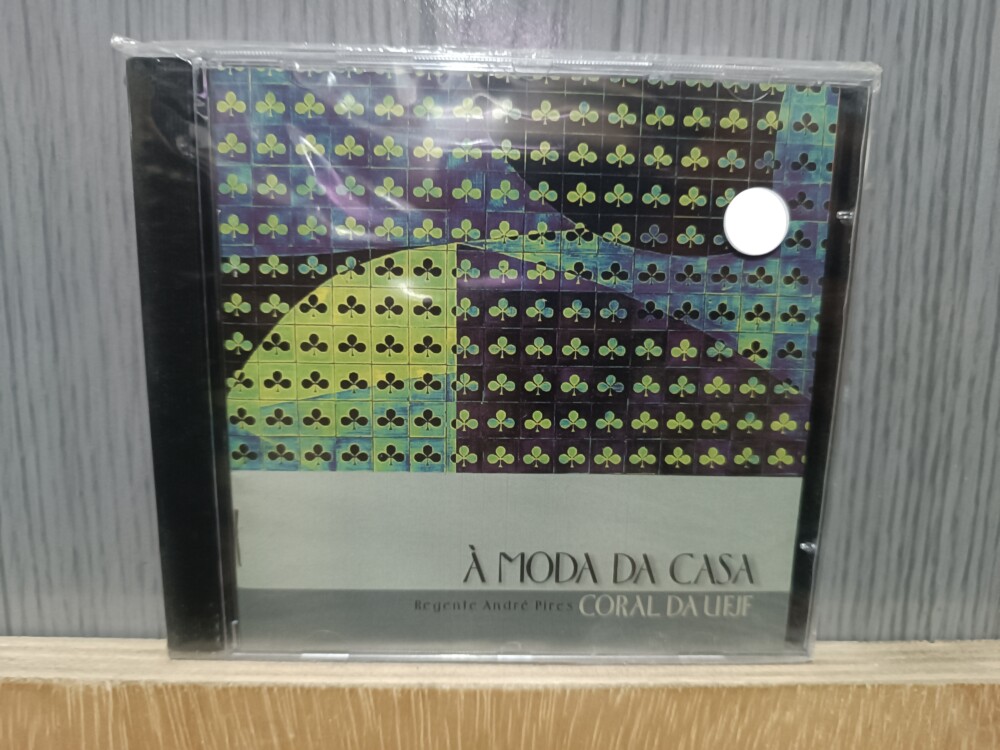 À MODA DA CASA
Regente André Pires CORAL DA UFJF